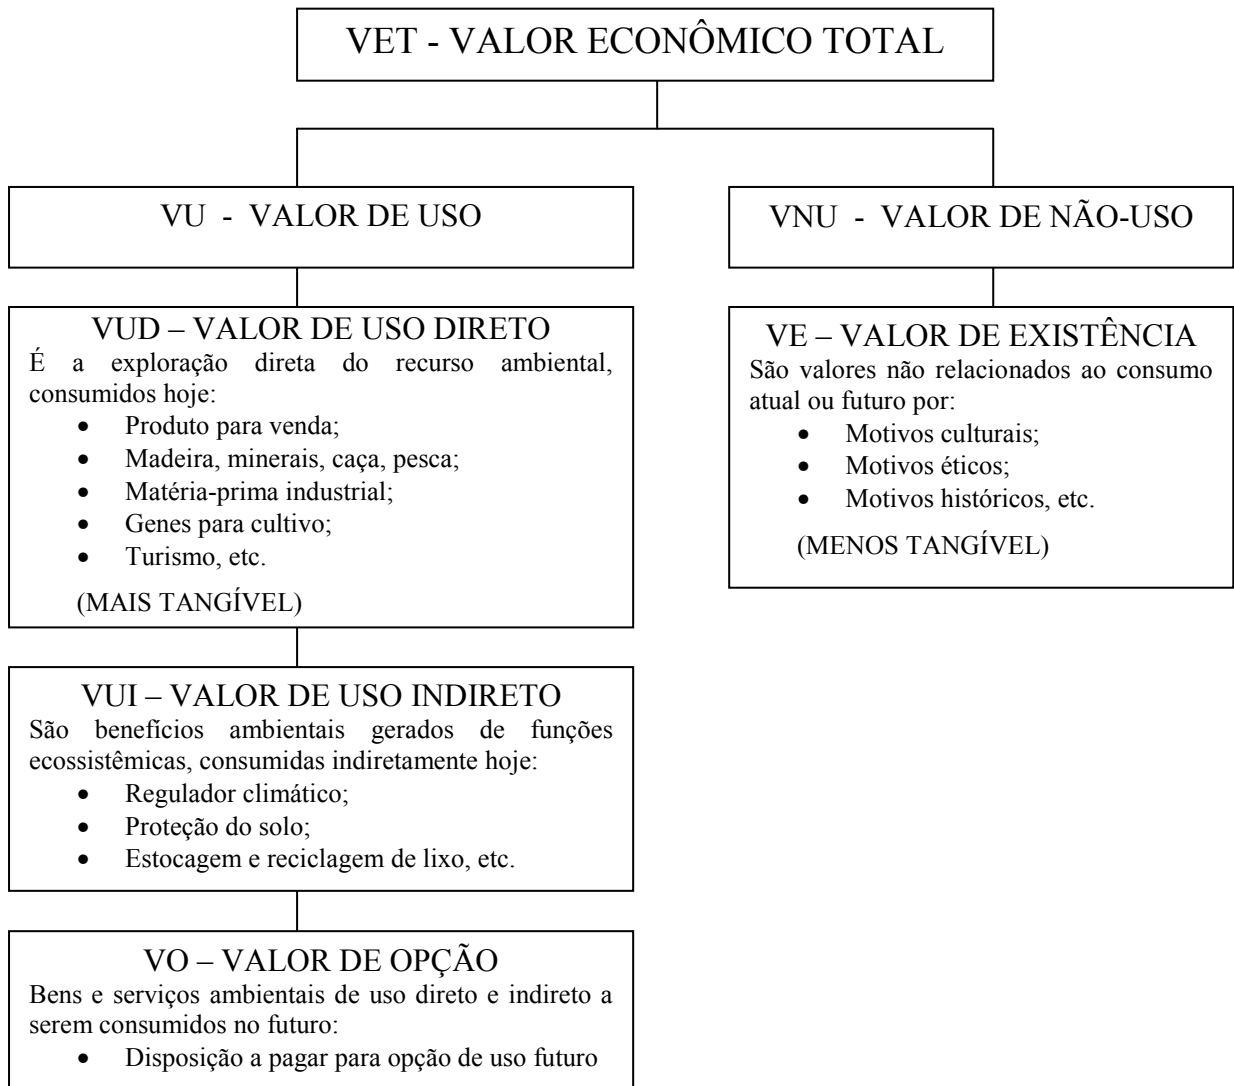 VET - VALOR ECONÔMICO TOTAL
VU - VALOR DE USO
VNU - VALOR DE NÃO-USO
VUD – VALOR DE USO DIRETO
É a exploração direta do recurso ambiental,
consumidos hoje:
• Produto para venda;
• Madeira, minerais, caça, pesca;
• Matéria-prima industrial;
• Genes para cultivo;
• Turismo, etc.
(MAIS TANGÍVEL)
VE – VALOR DE EXISTÊNCIA
São valores não relacionados ao consumo
atual ou futuro por:
• Motivos culturais;
• Motivos éticos;
• Motivos históricos, etc.
(MENOS TANGÍVEL)
VUI – VALOR DE USO INDIRETO
São benefícios ambientais gerados de funções
ecossistêmicas, consumidas indiretamente hoje:
• Regulador climático;
• Proteção do solo;
• Estocagem e reciclagem de lixo, etc.
VO – VALOR DE OPÇÃO
Bens e serviços ambientais de uso direto e indireto a
serem consumidos no futuro:
• Disposição a pagar para opção de uso futuro